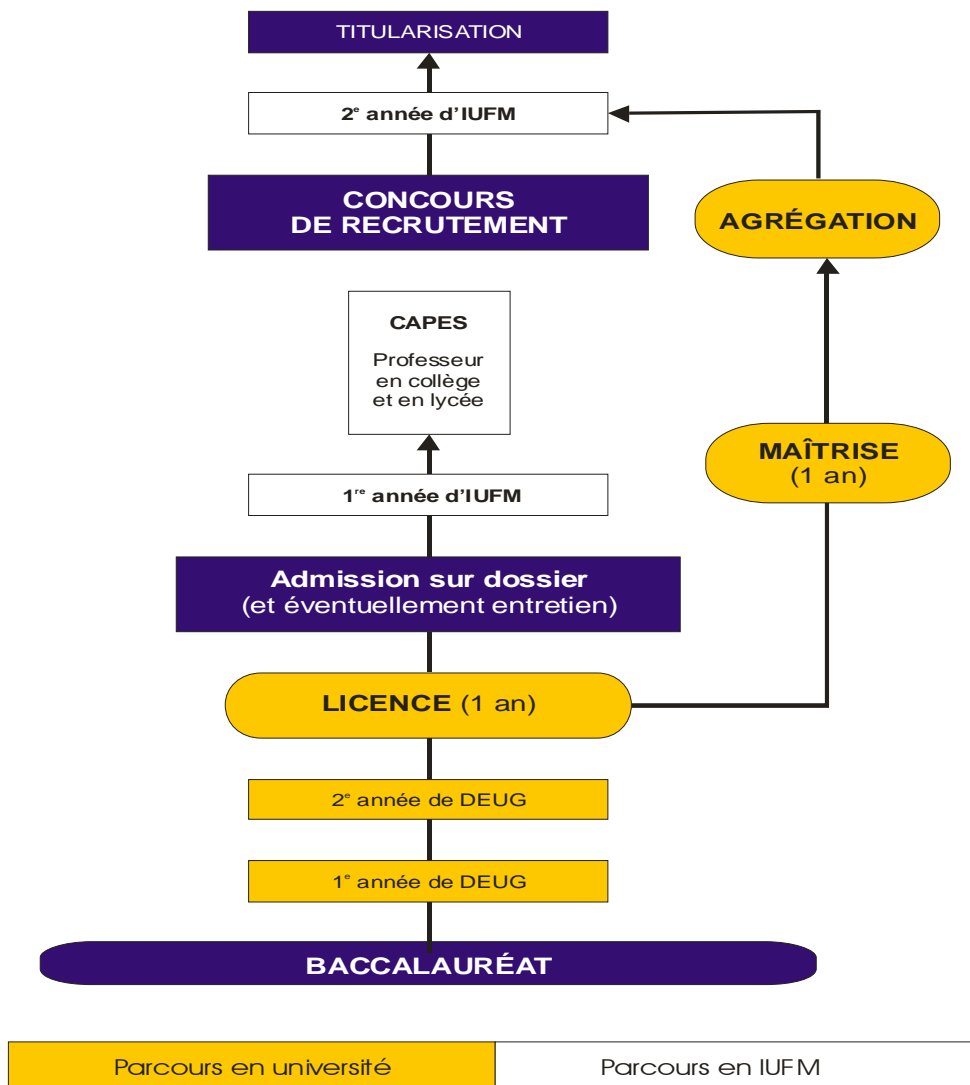 TITULARISATION
2e année d'IUFM
CONCOURS
DE RECRUTEMENT
AGRÉGATION
CAPES
Professeur
en collège
et en lycée
MAÎTRISE
(1 an)
1re année d'IUFM
Admission sur dossier
(et éventuellement entretien)
LICENCE (1 an)
2e année de DEUG
1e année de DEUG
BACCALAURÉAT
Parcours en université
Parcours en IUFM